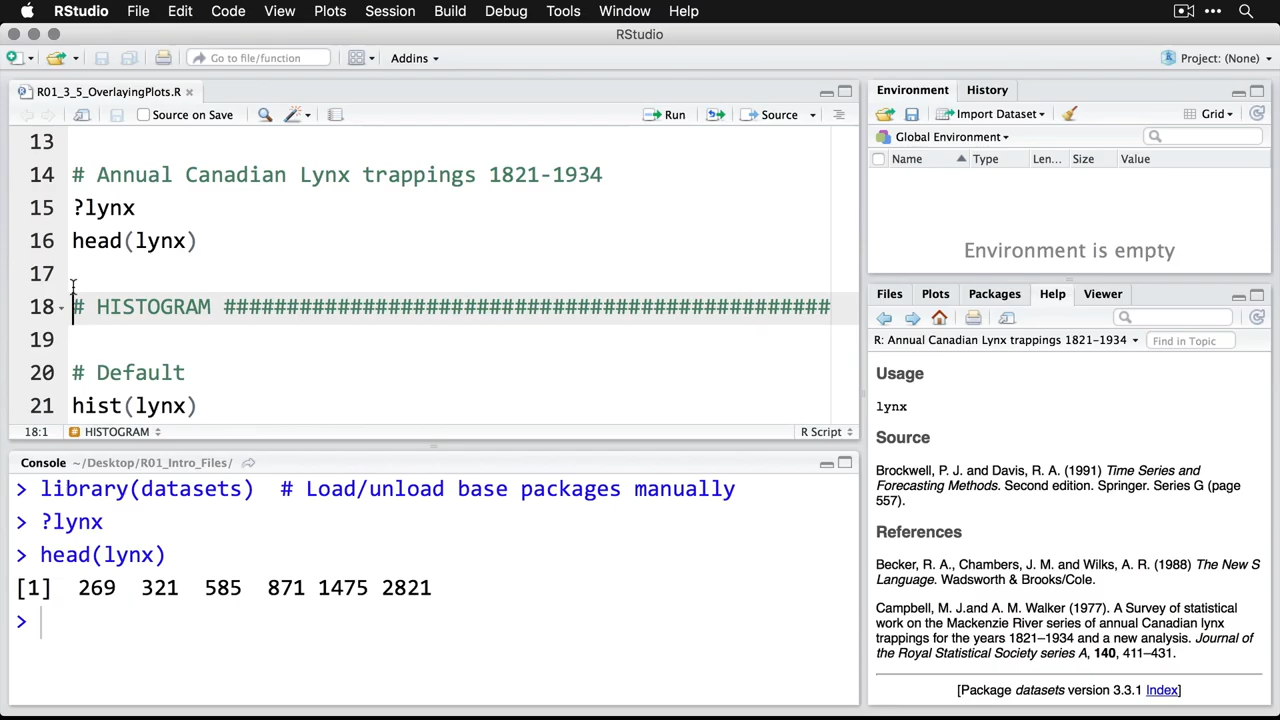 RStudio File Edit Code View Plots Session Build Debug Tools Window Help
RStudio
Go to file/function Addins Project: (None)
R01_3_5_OverlayingPlots.R
Source on Save Run Source
13
14 # Annual Canadian Lynx trappings 1821-1934
15 ?lynx
16 head(lynx)
17
18 # HISTOGRAM ################################################
19
20 # Default
21 hist(lynx)
18:1 # HISTOGRAM R Script
Console ~/Desktop/R01_Intro_Files/
> library(datasets)  # Load/unload base packages manually
> ?lynx
> head(lynx)
[1]  269  321  585  871 1475 2821
>
Environment History
Import Dataset Grid
Global Environment
Name Type Len... Size Value
Environment is empty
Files Plots Packages Help Viewer
R: Annual Canadian Lynx trappings 1821-1934 Find in Topic
Usage
lynx
Source
Brockwell, P. J. and Davis, R. A. (1991) Time Series and
Forecasting Methods. Second edition. Springer. Series G (page
557).
References
Becker, R. A., Chambers, J. M. and Wilks, A. R. (1988) The New S
Language. Wadsworth & Brooks/Cole.
Campbell, M. J.and A. M. Walker (1977). A Survey of statistical
work on the Mackenzie River series of annual Canadian lynx
trappings for the years 1821–1934 and a new analysis. Journal of
the Royal Statistical Society series A, 140, 411–431.
[Package datasets version 3.3.1 Index]